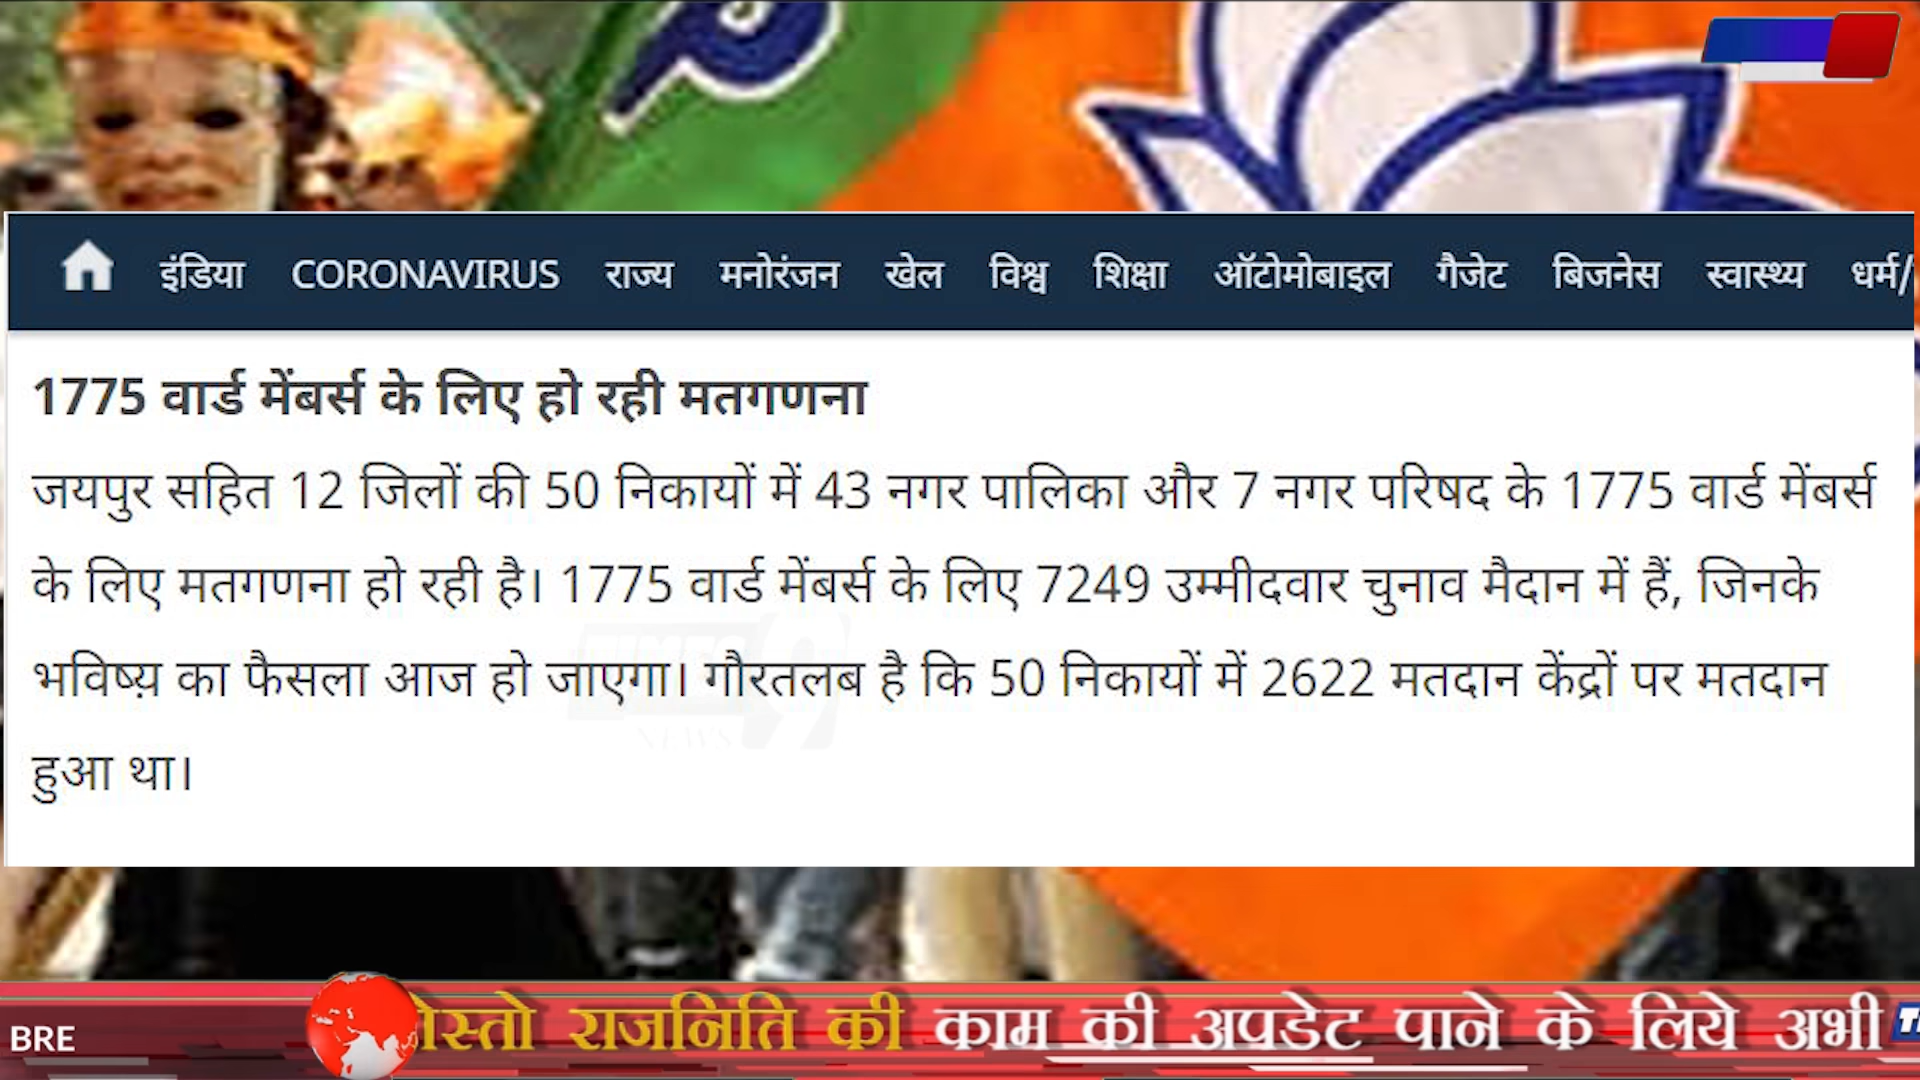 इंडिया CORONAVIRUS राज्य मनोरंजन खेल विश्व शिक्षा ऑटोमोबाइल गैजेट बिजनेस स्वास्थ्य धर्म/
1775 वार्ड मेंबर्स के लिए हो रही मतगणना
जयपुर सहित 12 जिलों की 50 निकायों में 43 नगर पालिका और 7 नगर परिषद के 1775 वार्ड मेंबर्स
के लिए मतगणना हो रही है। 1775 वार्ड मेंबर्स के लिए 7249 उम्मीदवार चुनाव मैदान में हैं, जिनके
भविष्य़ का फैसला आज हो जाएगा। गौरतलब है कि 50 निकायों में 2622 मतदान केंद्रों पर मतदान
हुआ था।
BRE राजनिति की काम की अपडेट पाने के लिये अभी